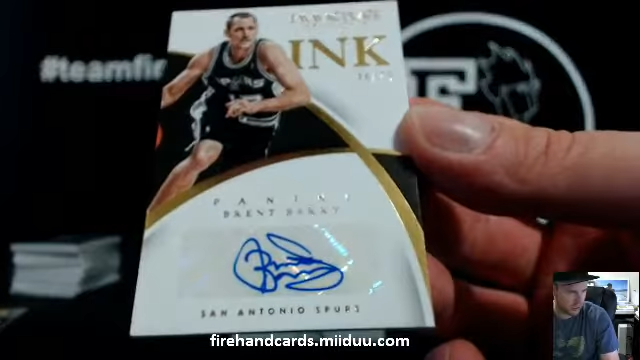 INK
#teamfir
PANINI
BRENT BARRY
SAN ANTONIO SPURS
firehandcards.miiduu.com